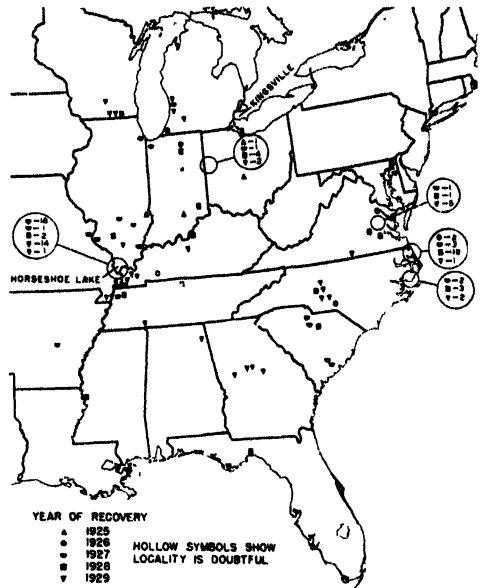 KINGSVILLE
HORSESHOE LAKE
YEAR OF RECOVERY
▲ 1925
● 1926
1927
■ 1928
▼ 1929
HOLLOW SYMBOLS SHOW
LOCALITY IS DOUBTFUL